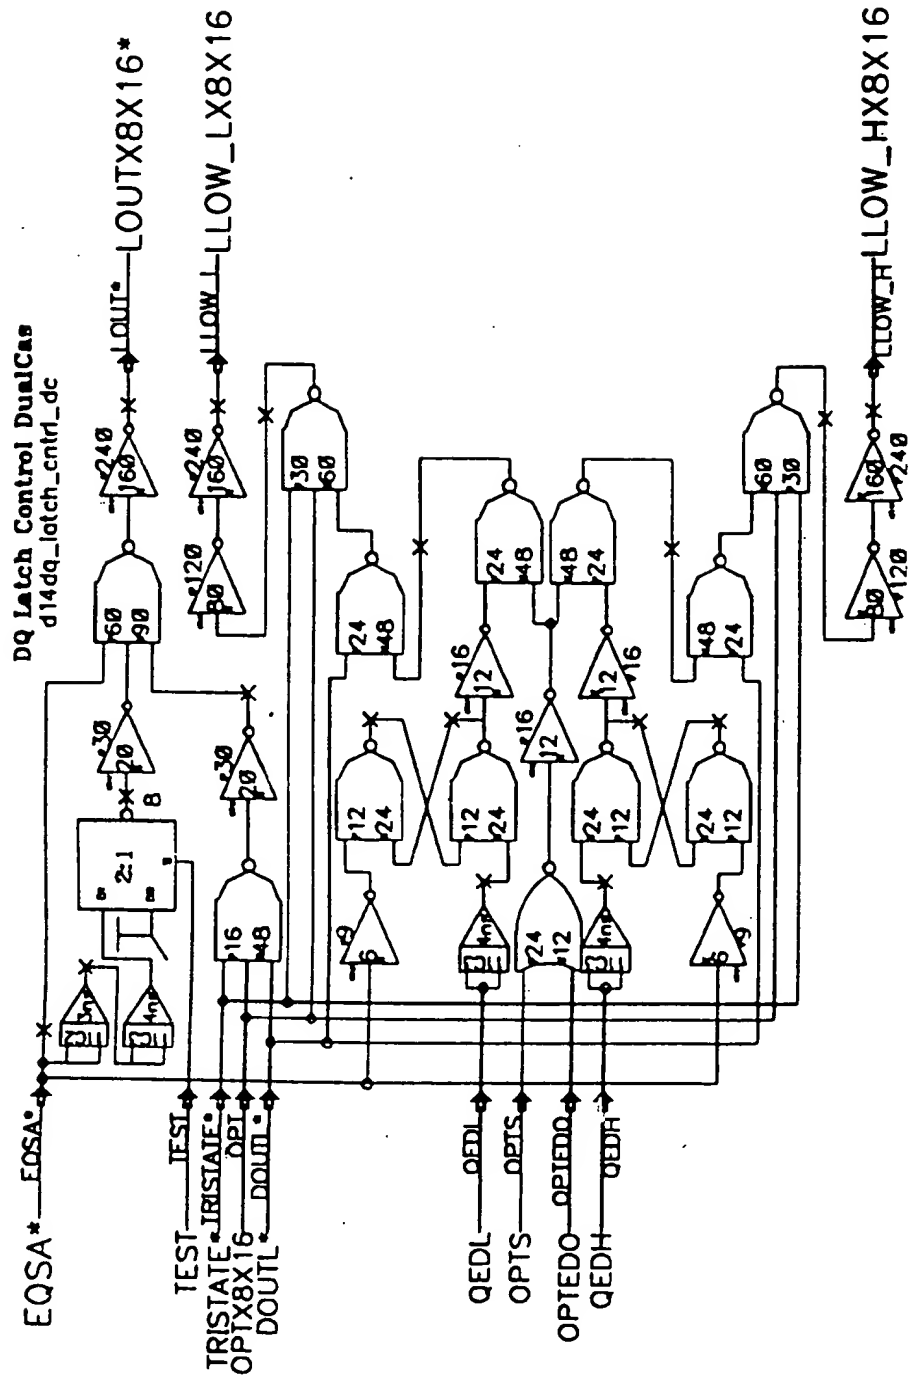 DQ Latch Control DualCas
d14dq_latch_cntrl_dc
EQSA*
EQSA*
TEST
TEST
TRISTATE*
TRISTATE*
OPTX8X16
OPT
DOUTL*
DOUTL*
QEDL
QEDL
OPTS
OPTS
OPTEDO
OPTEDO
QEDH
QEDH
3ns
4ns
2:1
8
30
20
60
90
240
160
LOUT*
LOUTX8X16*
16
48
30
20
120
80
240
160
LLOW_L
LLOW_LX8X16
30
60
9
6
12
24
12
24
16
12
24
48
24
48
4ns
24
12
16
12
4ns
24
12
16
12
48
24
24
12
9
6
48
24
60
30
120
80
240
160
LLOW_H
LLOW_HX8X16